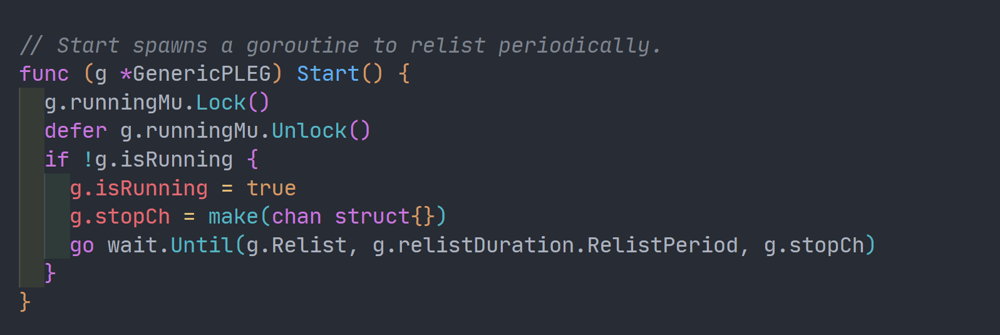 // Start spawns a goroutine to relist periodically.
func (g *GenericPLEG) Start() {
  g.runningMu.Lock()
  defer g.runningMu.Unlock()
  if !g.isRunning {
    g.isRunning = true
    g.stopCh = make(chan struct{})
    go wait.Until(g.Relist, g.relistDuration.RelistPeriod, g.stopCh)
  }
}